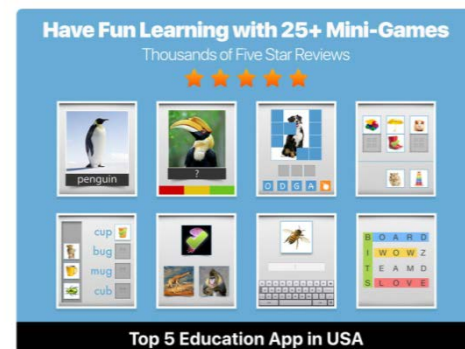 Have Fun Learning with 25+ Mini-Games
Thousands of Five Star Reviews
penguin
?
O D G A
cup
bug
mug
cub
B O A R D
I W O W Z
T E A M D
S L O V E
Top 5 Education App in USA